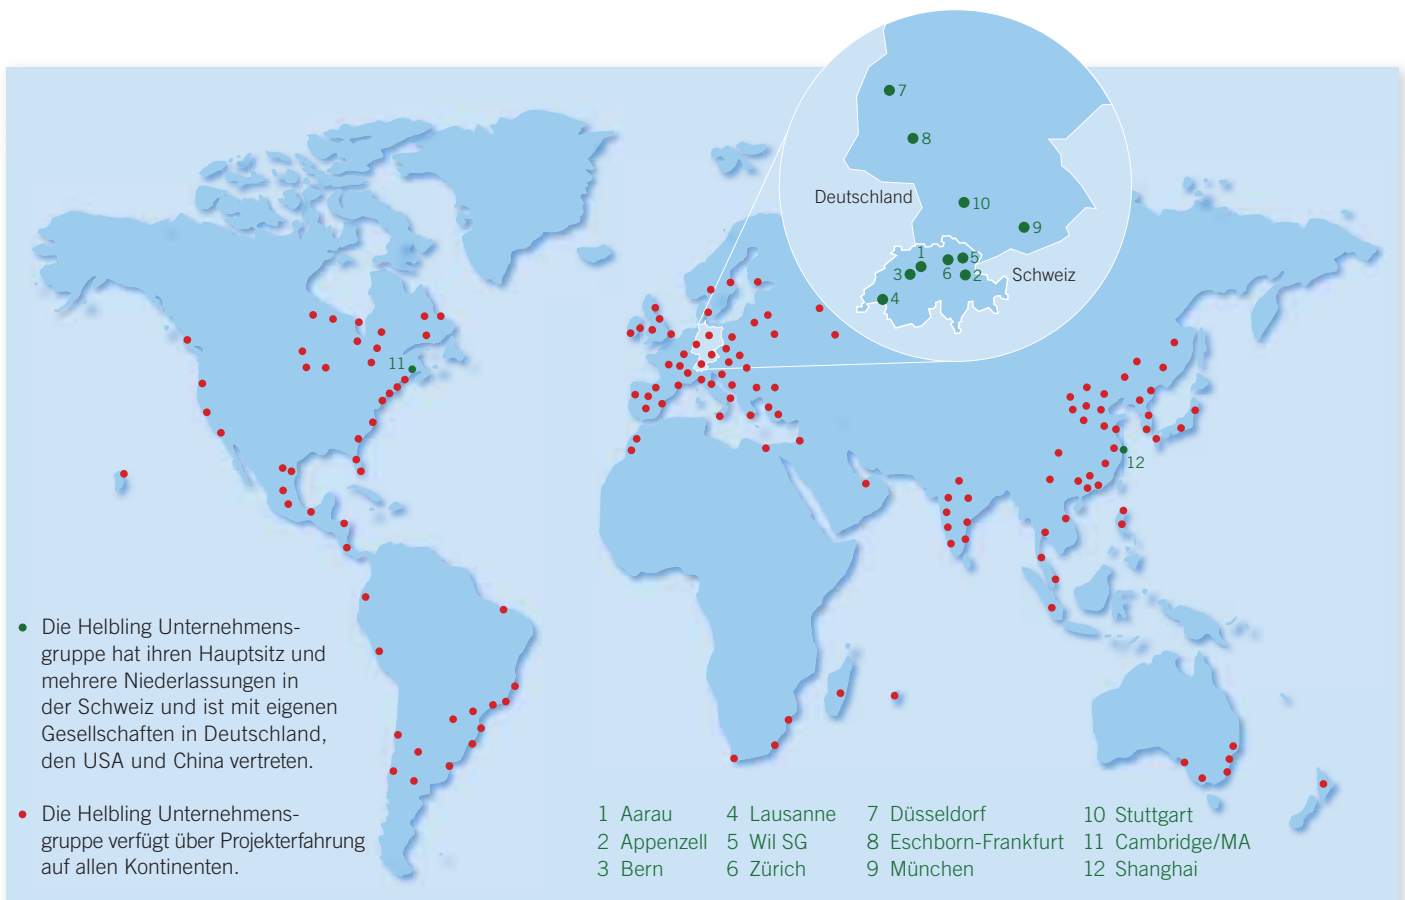 7
8
Deutschland
10
9
1
5
3
6
2
Schweiz
4
11
12
Die Helbling Unternehmens-
gruppe hat ihren Hauptsitz und
mehrere Niederlassungen in
der Schweiz und ist mit eigenen
Gesellschaften in Deutschland,
den USA und China vertreten.
Die Helbling Unternehmens-
gruppe verfügt über Projekterfahrung
auf allen Kontinenten.
1 Aarau
2 Appenzell
3 Bern
4 Lausanne
5 Wil SG
6 Zürich
7 Düsseldorf
8 Eschborn-Frankfurt
9 München
10 Stuttgart
11 Cambridge/MA
12 Shanghai